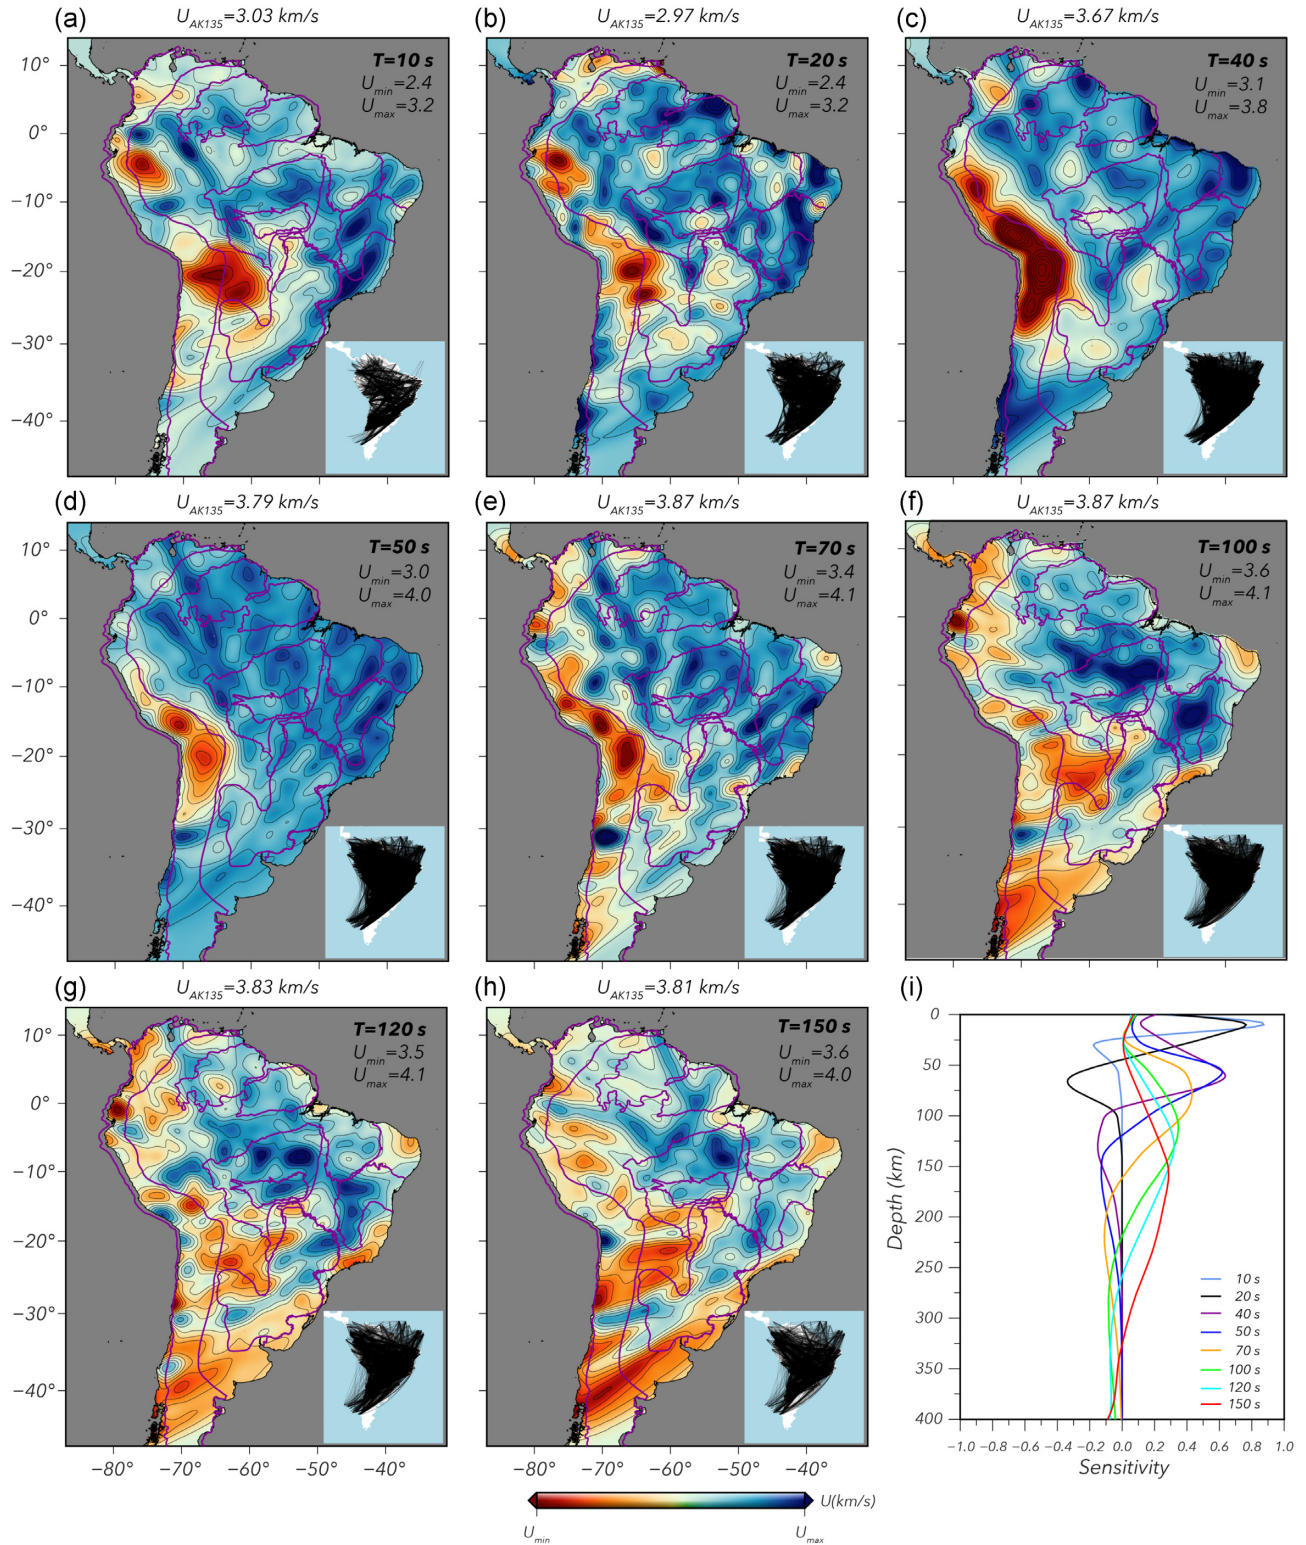 (a) U_AK135=3.03 km/s
T=10 s
U_min=2.4
U_max=3.2
10°
0°
−10°
−20°
−30°
−40°
(b) U_AK135=2.97 km/s
T=20 s
U_min=2.4
U_max=3.2
(c) U_AK135=3.67 km/s
T=40 s
U_min=3.1
U_max=3.8
(d) U_AK135=3.79 km/s
T=50 s
U_min=3.0
U_max=4.0
10°
0°
−10°
−20°
−30°
−40°
(e) U_AK135=3.87 km/s
T=70 s
U_min=3.4
U_max=4.1
(f) U_AK135=3.87 km/s
T=100 s
U_min=3.6
U_max=4.1
(g) U_AK135=3.83 km/s
T=120 s
U_min=3.5
U_max=4.1
10°
0°
−10°
−20°
−30°
−40°
−80° −70° −60° −50° −40°
(h) U_AK135=3.81 km/s
T=150 s
U_min=3.6
U_max=4.0
−80° −70° −60° −50° −40°
U(km/s)
U_min U_max
(i)
0
50
100
150
200
250
300
350
400
Depth (km)
10 s
20 s
40 s
50 s
70 s
100 s
120 s
150 s
−1.0 −0.8 −0.6 −0.4 −0.2 0.0 0.2 0.4 0.6 0.8 1.0
Sensitivity